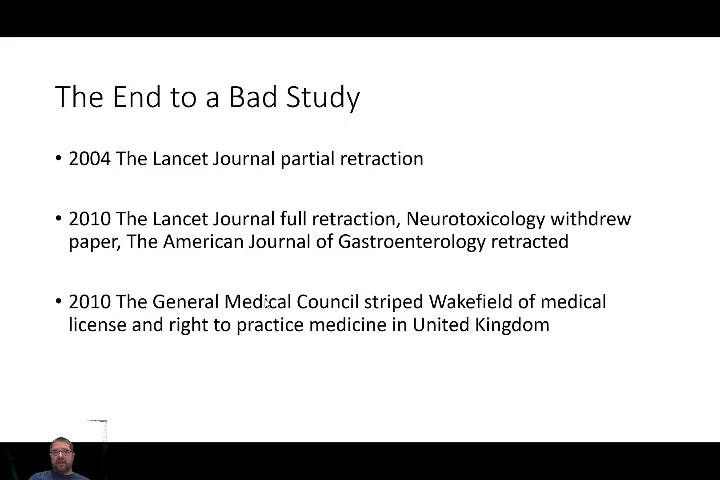 The End to a Bad Study
• 2004 The Lancet Journal partial retraction
• 2010 The Lancet Journal full retraction, Neurotoxicology withdrew
paper, The American Journal of Gastroenterology retracted
• 2010 The General Medical Council striped Wakefield of medical
license and right to practice medicine in United Kingdom